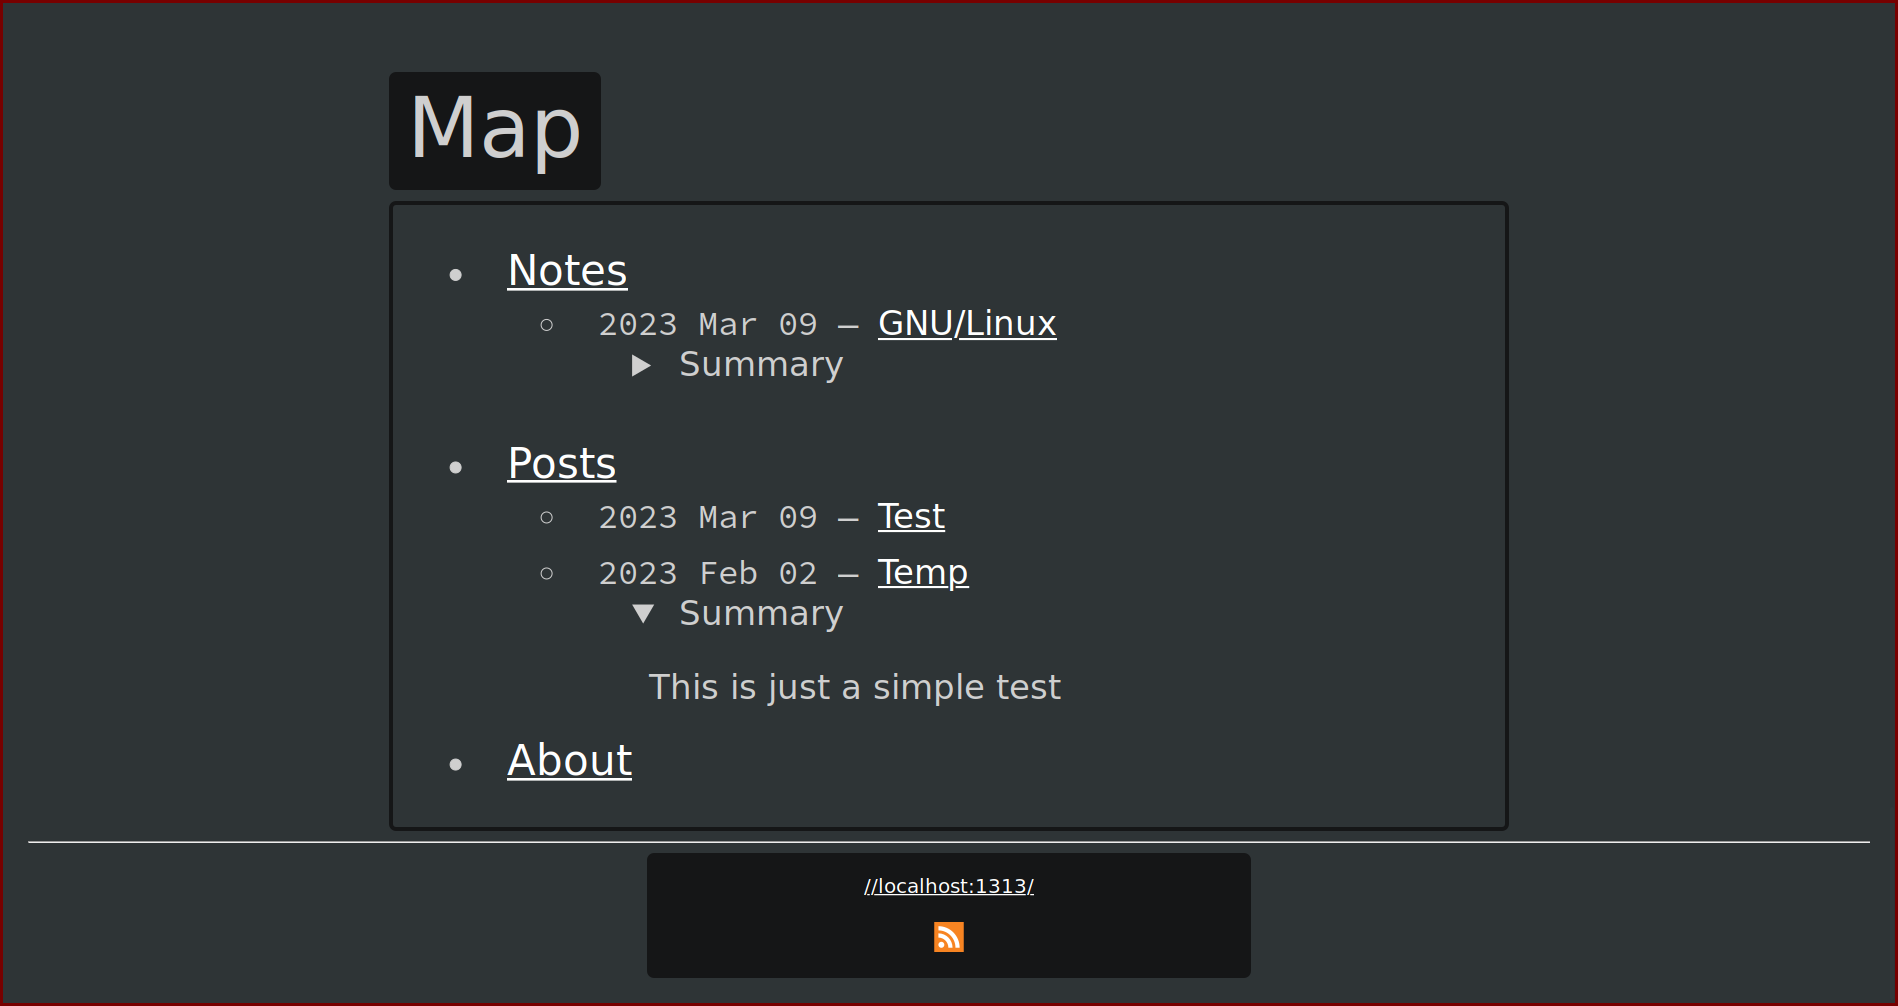 Map
Notes
2023 Mar 09 — GNU/Linux
Summary
Posts
2023 Mar 09 — Test
2023 Feb 02 — Temp
Summary
This is just a simple test
About
//localhost:1313/